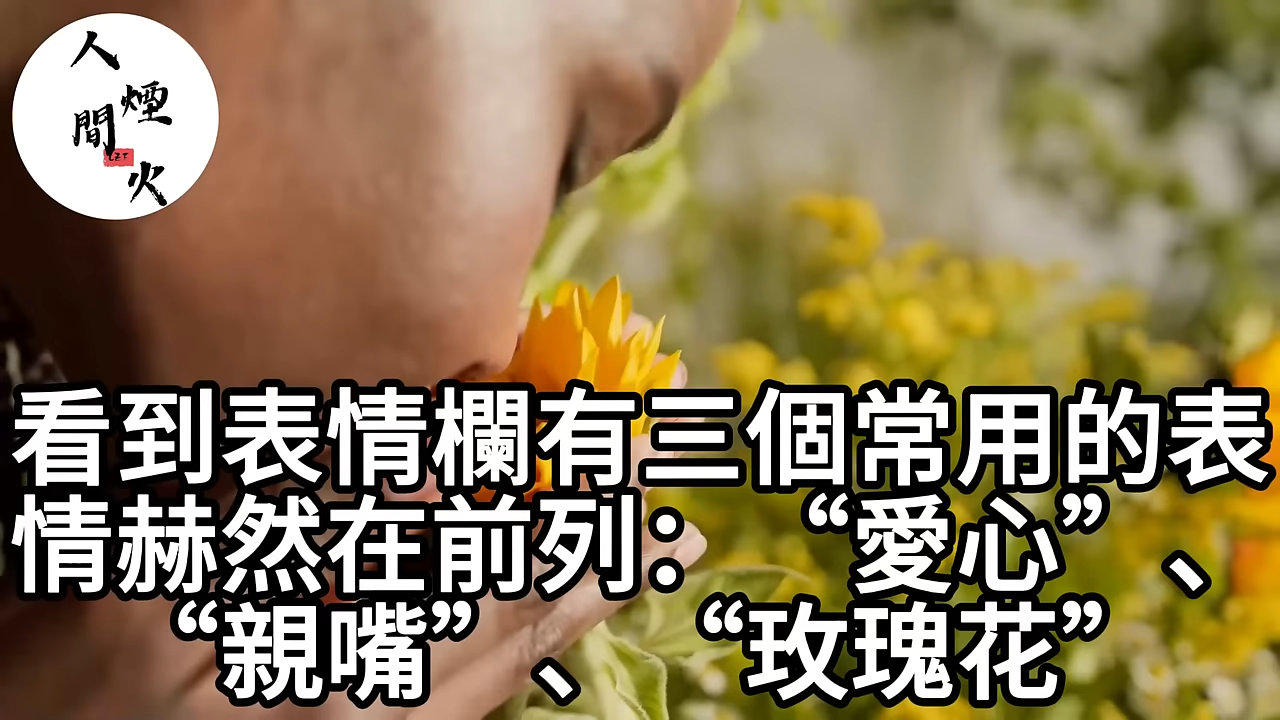 人間煙火
LZT
看到表情欄有三個常用的表
情赫然在前列：“愛心”、
“親嘴”、“玫瑰花”